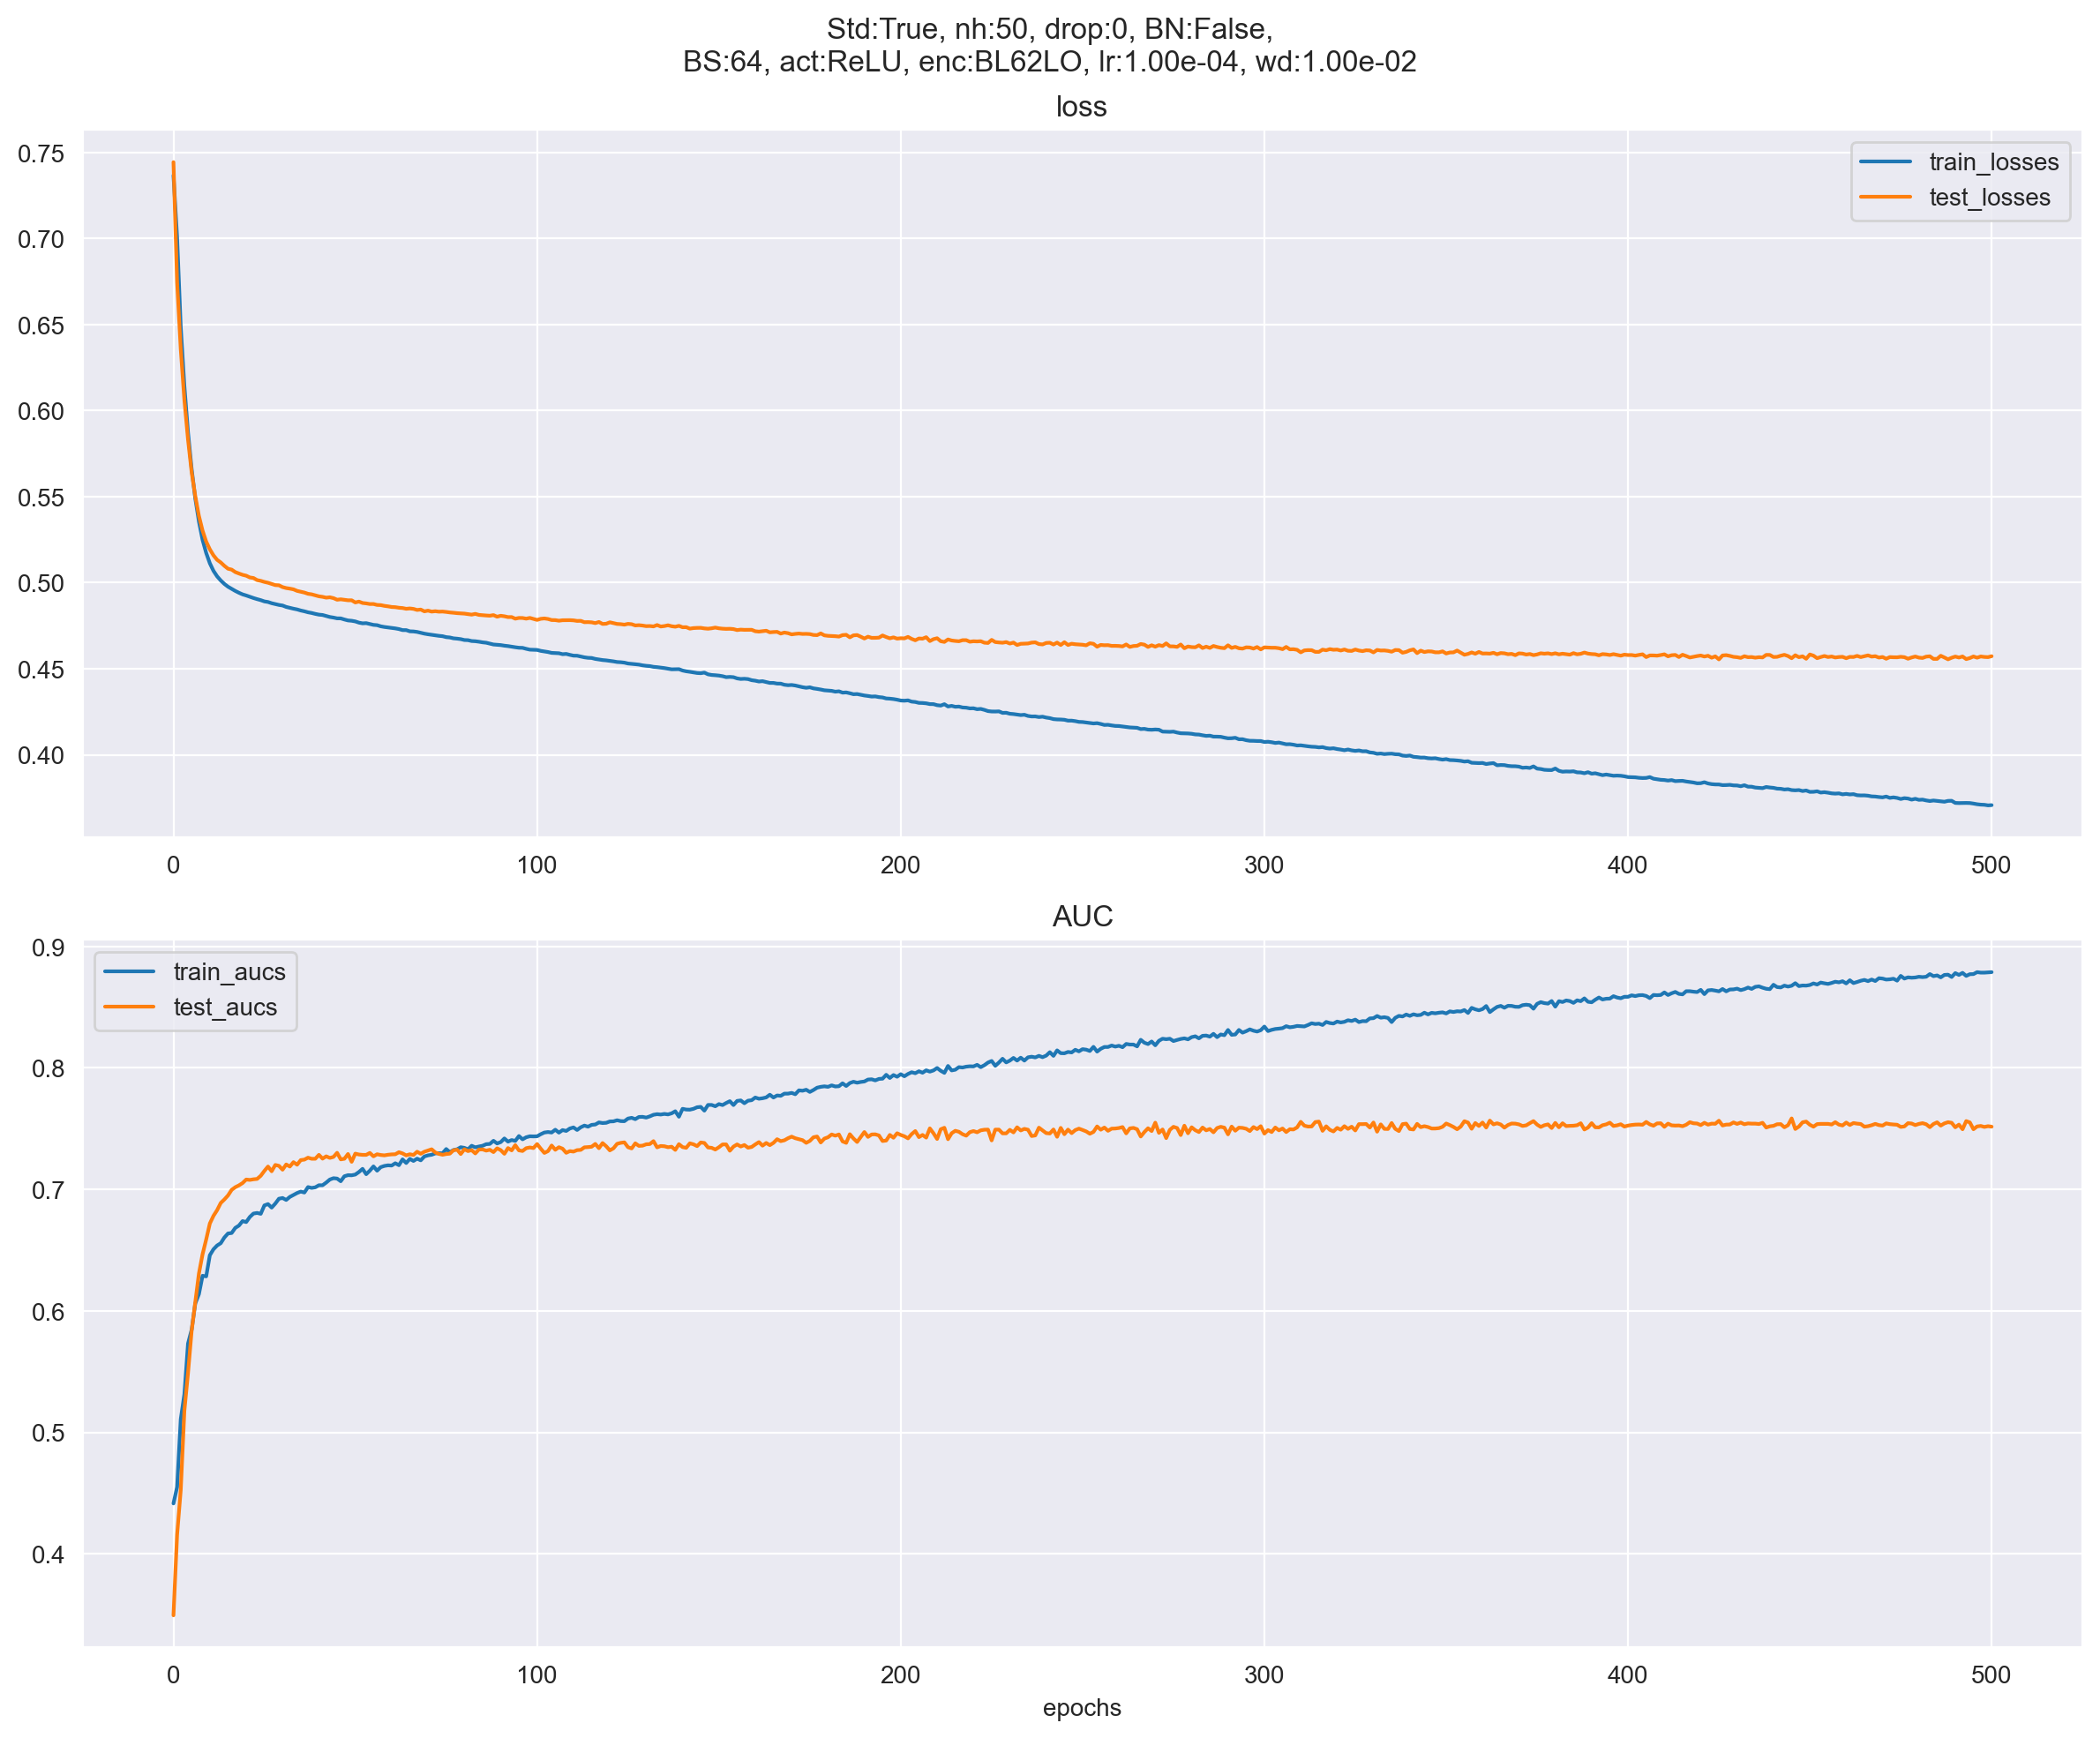 Std:True, nh:50, drop:0, BN:False,
BS:64, act:ReLU, enc:BL62LO, lr:1.00e-04, wd:1.00e-02
loss
0.75
0.70
0.65
0.60
0.55
0.50
0.45
0.40
train_losses
test_losses
0 100 200 300 400 500
AUC
0.9
0.8
0.7
0.6
0.5
0.4
train_aucs
test_aucs
0 100 200 300 400 500
epochs